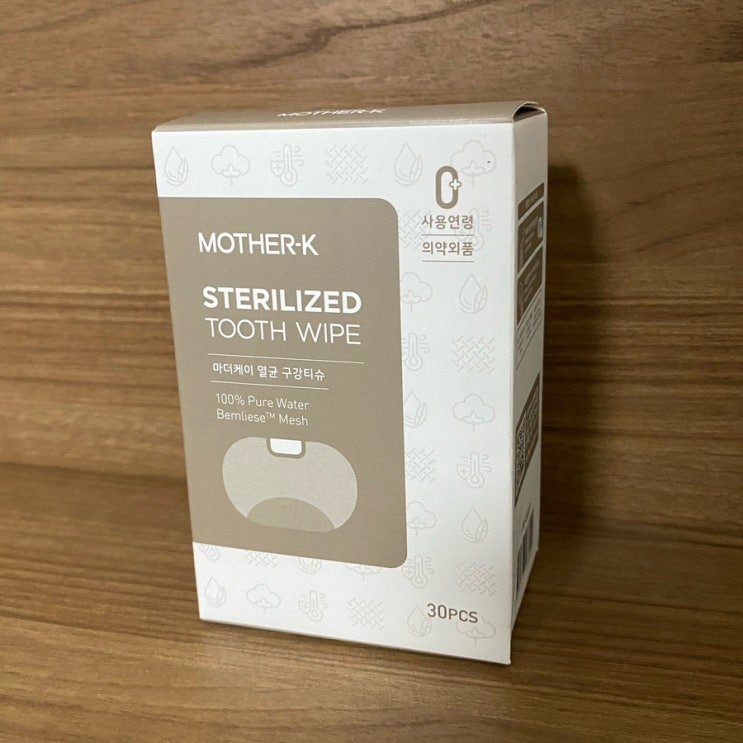 MOTHER-K
0+
사용연령
의약외품
MOTHER-K
STERILIZED
TOOTH WIPE
마더케이 멸균 구강티슈
100% Pure Water
Bemliese™ Mesh
30PCS